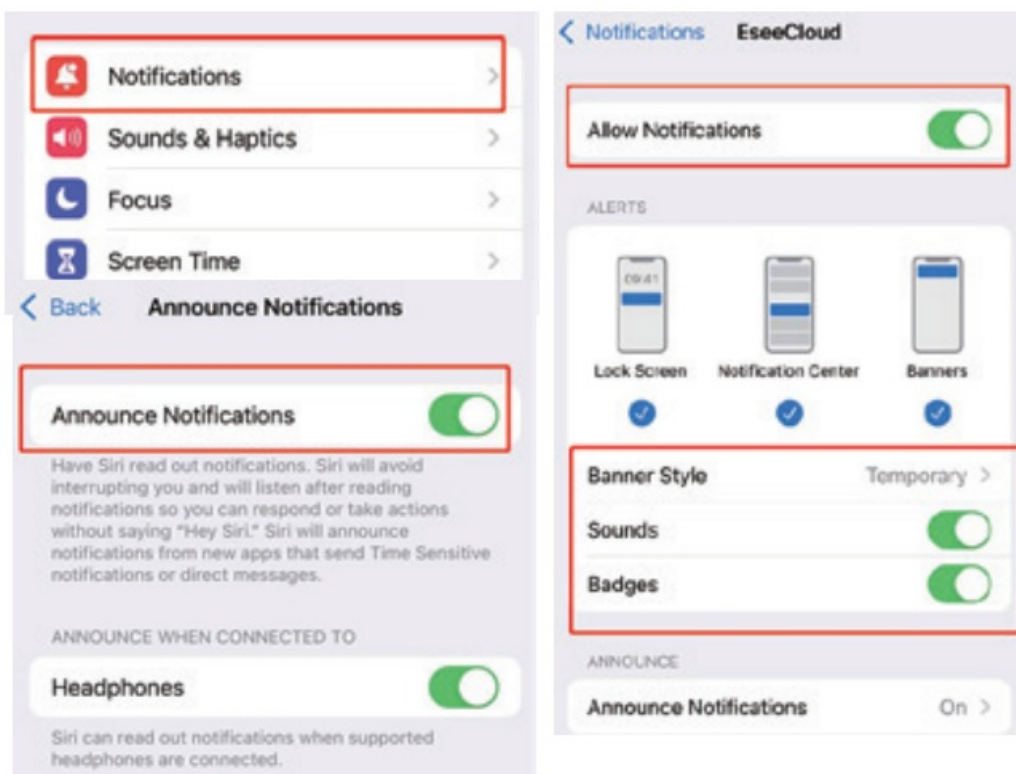 Notifications
Sounds & Haptics
Focus
Screen Time
Back
Announce Notifications
Announce Notifications
Have Siri read out notifications. Siri will avoid
interrupting you and will listen after reading
notifications so you can respond or take actions
without saying "Hey Siri." Siri will announce
notifications from new apps that send Time Sensitive
notifications or direct messages.
ANNOUNCE WHEN CONNECTED TO
Headphones
Siri can read out notifications when supported
headphones are connected.
Notifications EseeCloud
Allow Notifications
ALERTS
09:41
Lock Screen Notification Center Banners
Banner Style Temporary
Sounds
Badges
ANNOUNCE
Announce Notifications On